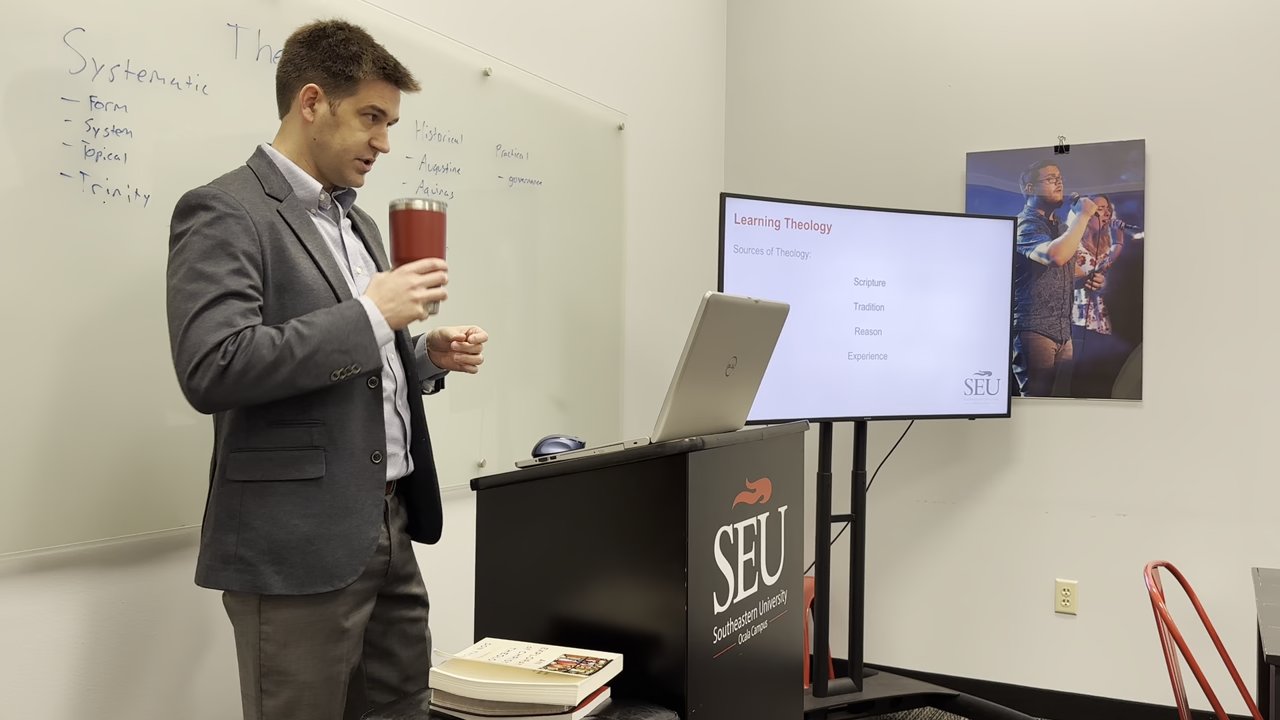 The
Systematic
- Form
- System
- Topical
- Trinity
Historical
- Augustine
- Aquinas
Practical
- governance
Learning Theology
Sources of Theology:
Scripture
Tradition
Reason
Experience
SEU
SEU
Southeastern University
Ocala Campus